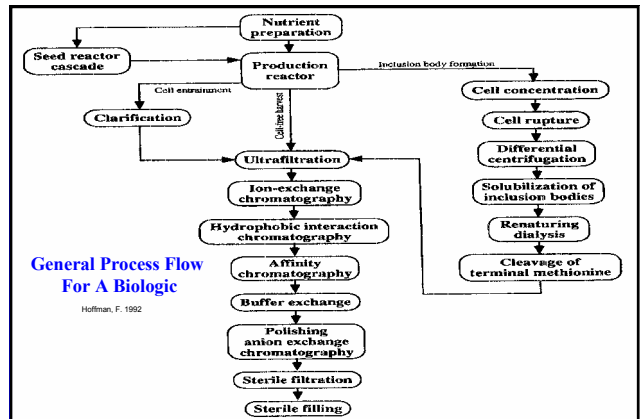 Nutrient
preparation
Seed reactor
cascade
Production
reactor
Inclusion body formation
Cell entrainment
Cell-free harvest
Clarification
Cell concentration
Cell rupture
Differential
centrifugation
Solubilization of
inclusion bodies
Renaturing
dialysis
Cleavage of
terminal methionine
Ultrafiltration
Ion-exchange
chromatography
Hydrophobic interaction
chromatography
Affinity
chromatography
Buffer exchange
Polishing
anion exchange
chromatography
Sterile filtration
Sterile filling
General Process Flow
For A Biologic
Hoffman, F. 1992